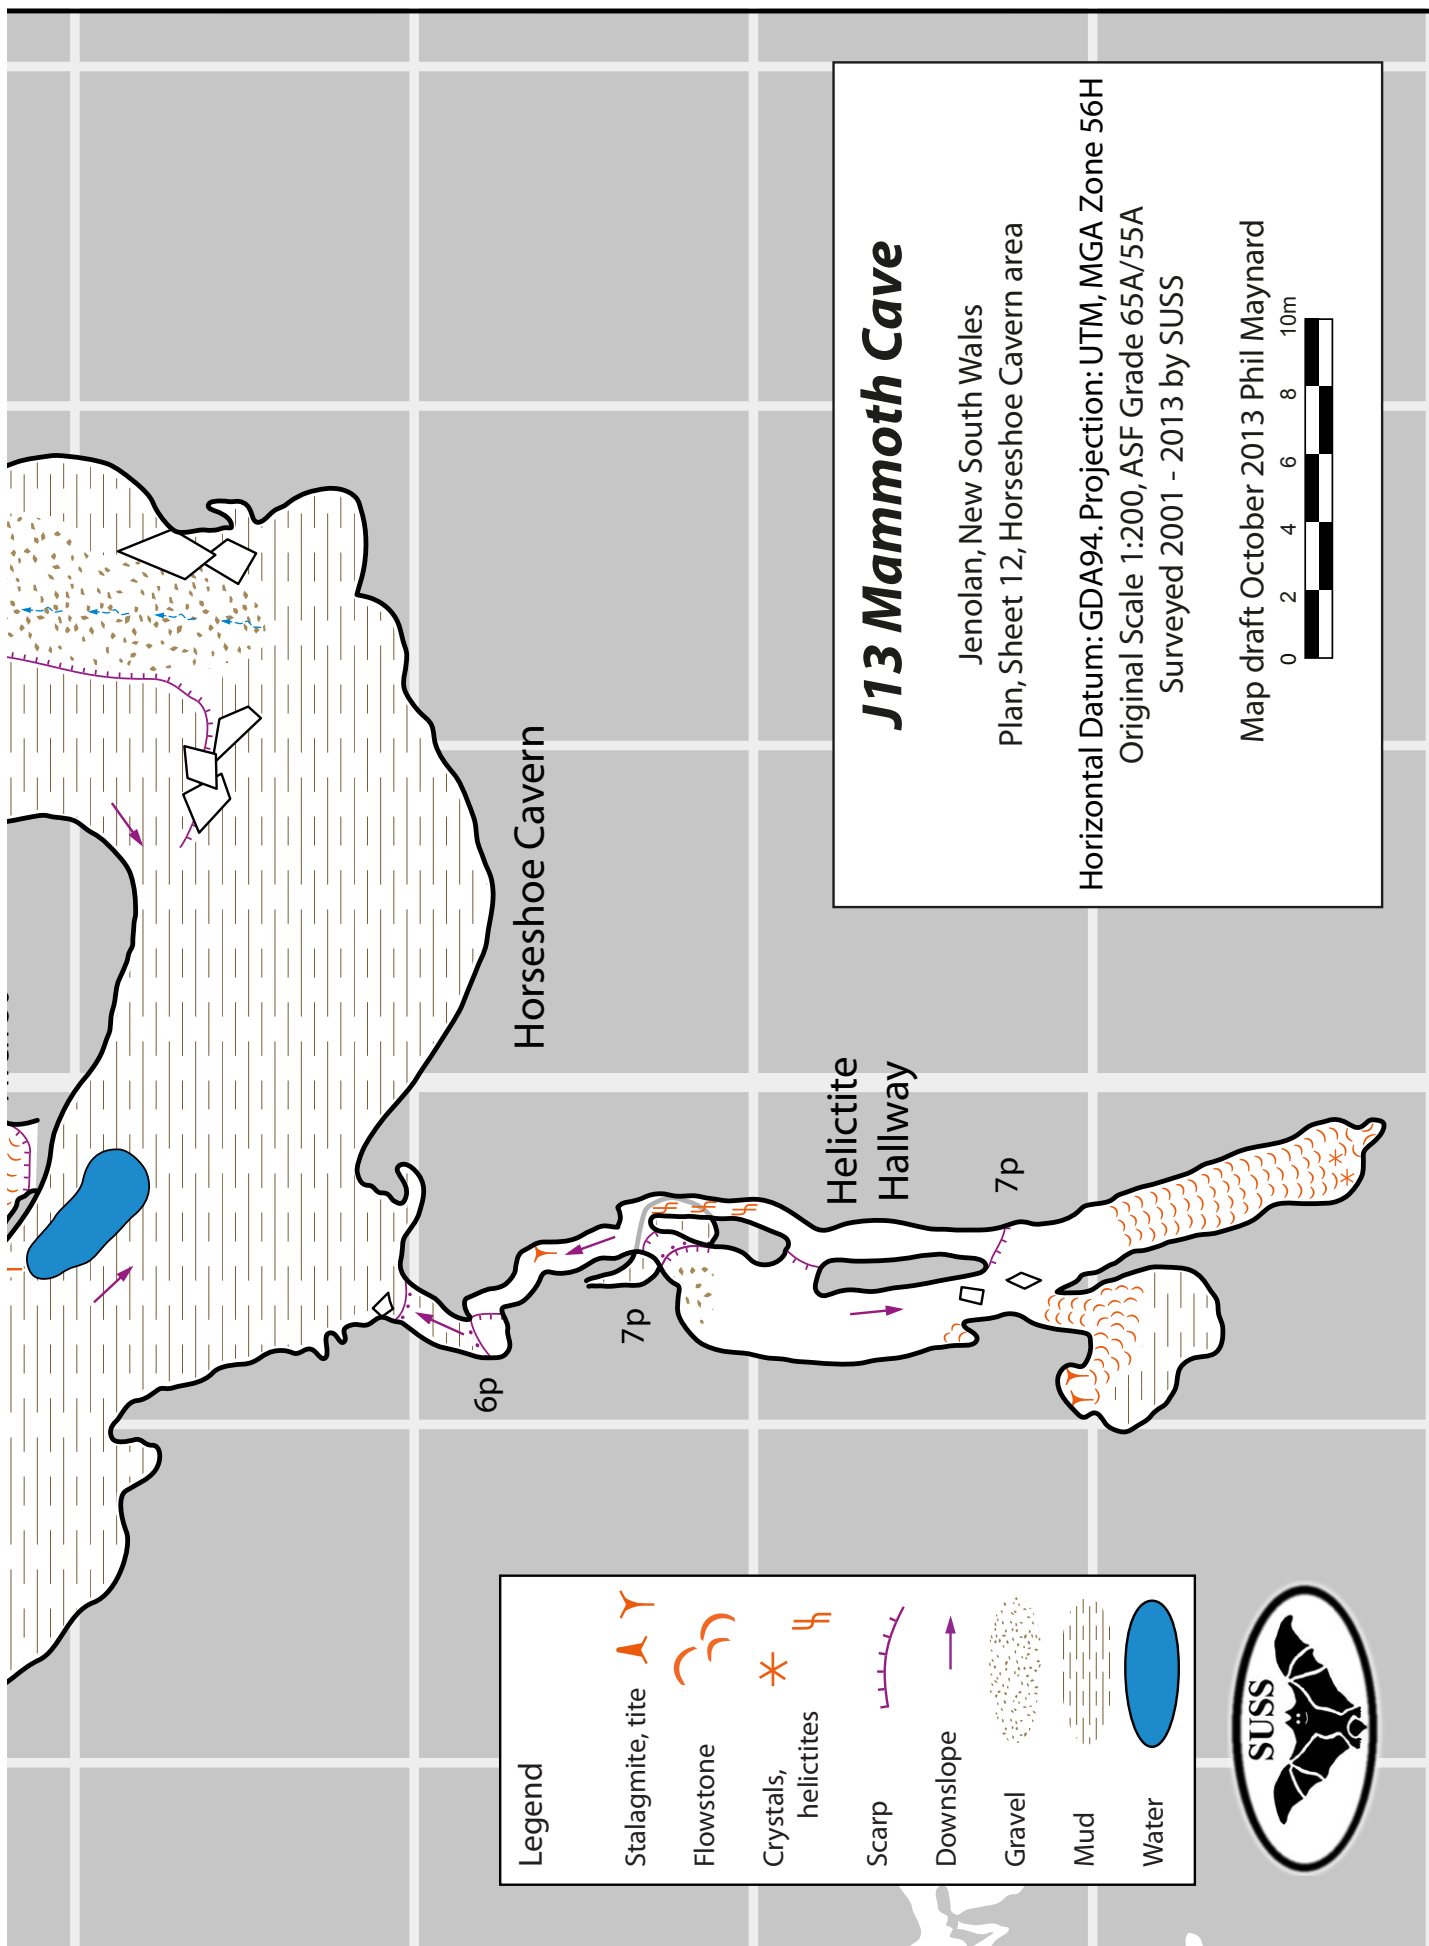 J13 Mammoth Cave
Jenolan, New South Wales
Plan, Sheet 12, Horseshoe Cavern area
Horizontal Datum: GDA94. Projection: UTM, MGA Zone 56H
Original Scale 1:200, ASF Grade 65A/55A
Surveyed 2001 - 2013 by SUSS
Map draft October 2013 Phil Maynard
0 2 4 6 8 10m
Horseshoe Cavern
Helictite
Hallway
7p
7p
6p
Legend
Stalagmite, tite
Flowstone
Crystals,
helictites
Scarp
Downslope
Gravel
Mud
Water
SUSS